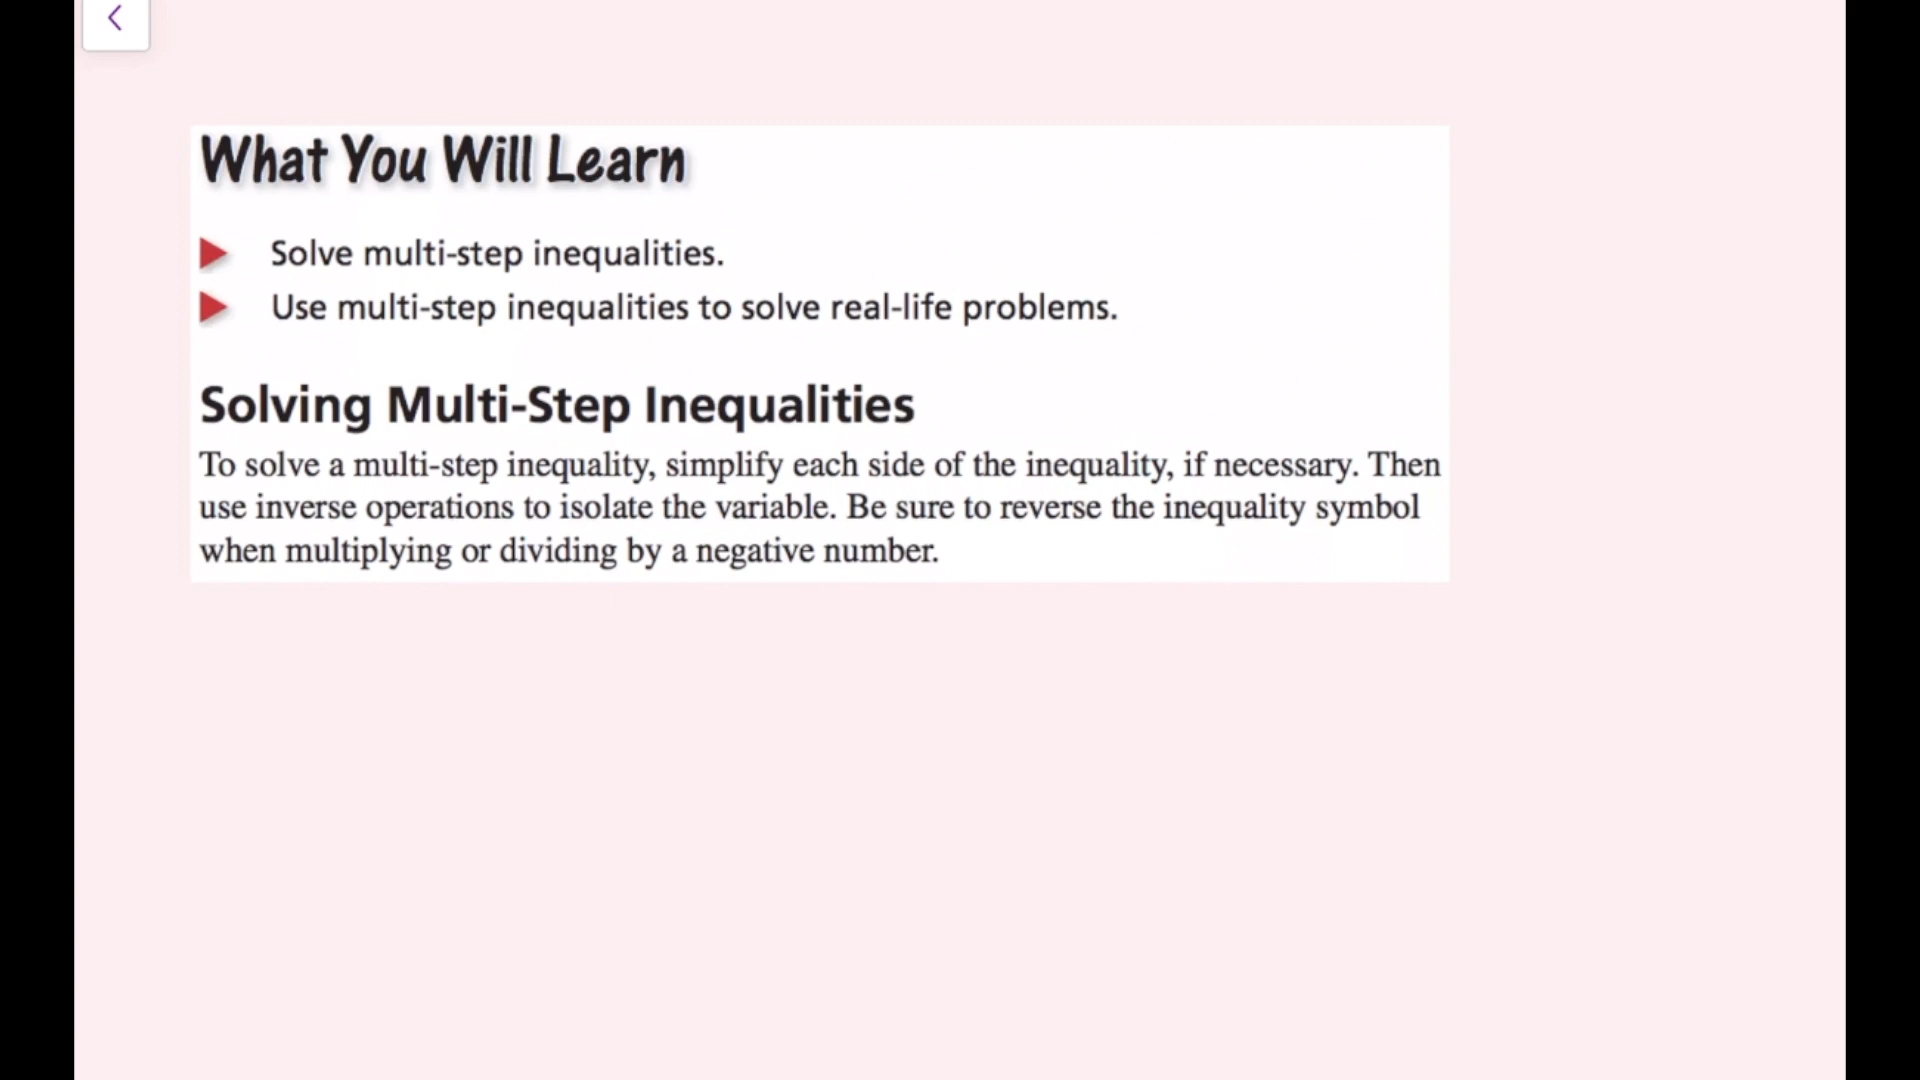 What You Will Learn
Solve multi-step inequalities.
Use multi-step inequalities to solve real-life problems.
Solving Multi-Step Inequalities
To solve a multi-step inequality, simplify each side of the inequality, if necessary. Then
use inverse operations to isolate the variable. Be sure to reverse the inequality symbol
when multiplying or dividing by a negative number.